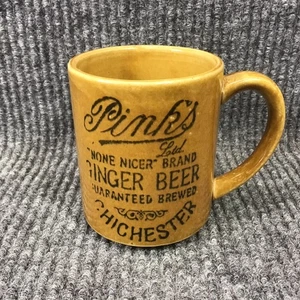 Pink's
Ltd
"NONE NICER" BRAND
GINGER BEER
GUARANTEED BREWED
CHICHESTER